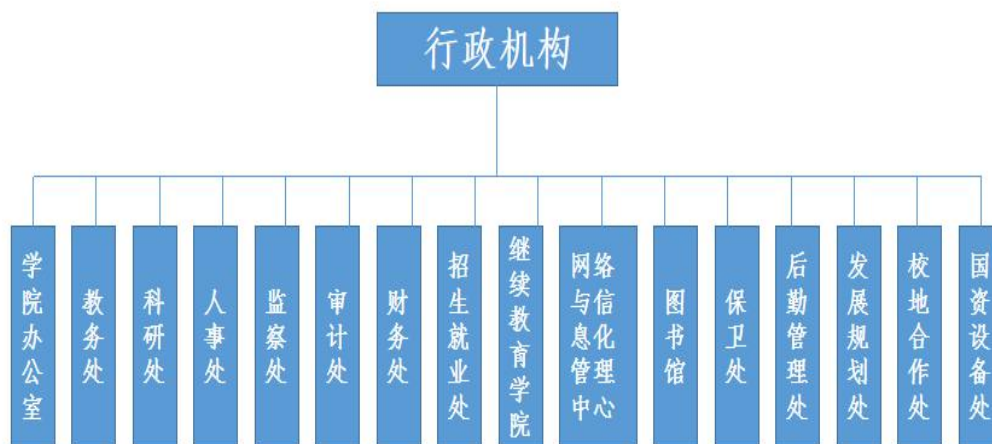 行政机构
学院办公室
教务处
科研处
人事处
监察处
审计处
财务处
招生就业处
继续教育学院
网络
与信
息化
管理
中心
图书馆
保卫处
后勤管理处
发展规划处
校地合作处
国资设备处